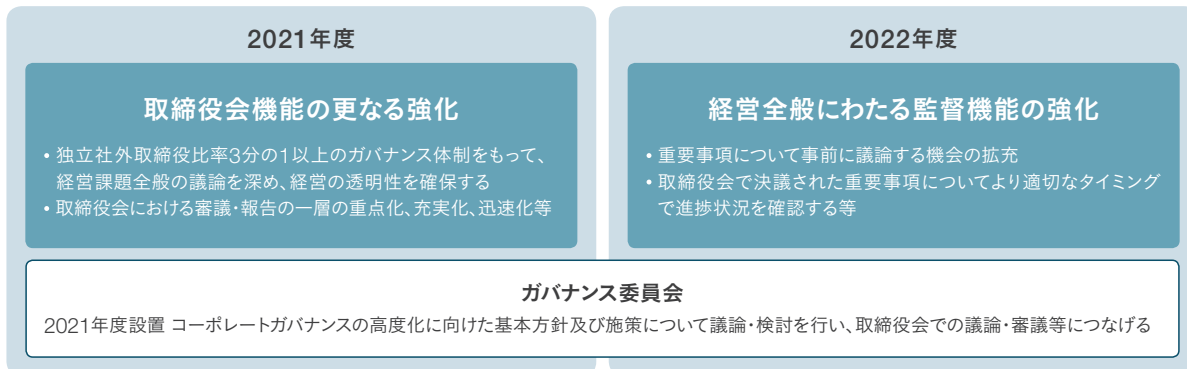 2021年度
取締役会機能の更なる強化
• 独立社外取締役比率3分の1以上のガバナンス体制をもって、
経営課題全般の議論を深め、経営の透明性を確保する
• 取締役会における審議・報告の一層の重点化、充実化、迅速化等
2022年度
経営全般にわたる監督機能の強化
• 重要事項について事前に議論する機会の拡充
• 取締役会で決議された重要事項についてより適切なタイミング
で進捗状況を確認する等
ガバナンス委員会
2021年度設置 コーポレートガバナンスの高度化に向けた基本方針及び施策について議論・検討を行い、取締役会での議論・審議等につなげる